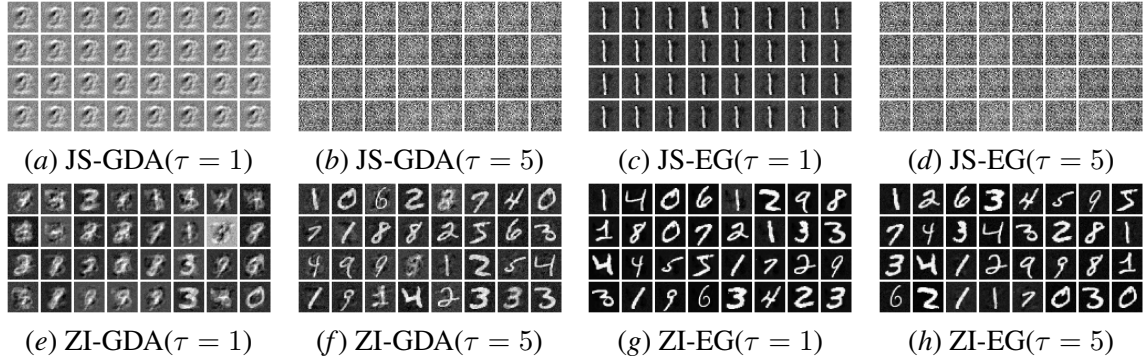 (a) JS-GDA(τ = 1)
(b) JS-GDA(τ = 5)
(c) JS-EG(τ = 1)
(d) JS-EG(τ = 5)
(e) ZI-GDA(τ = 1)
(f) ZI-GDA(τ = 5)
(g) ZI-EG(τ = 1)
(h) ZI-EG(τ = 5)